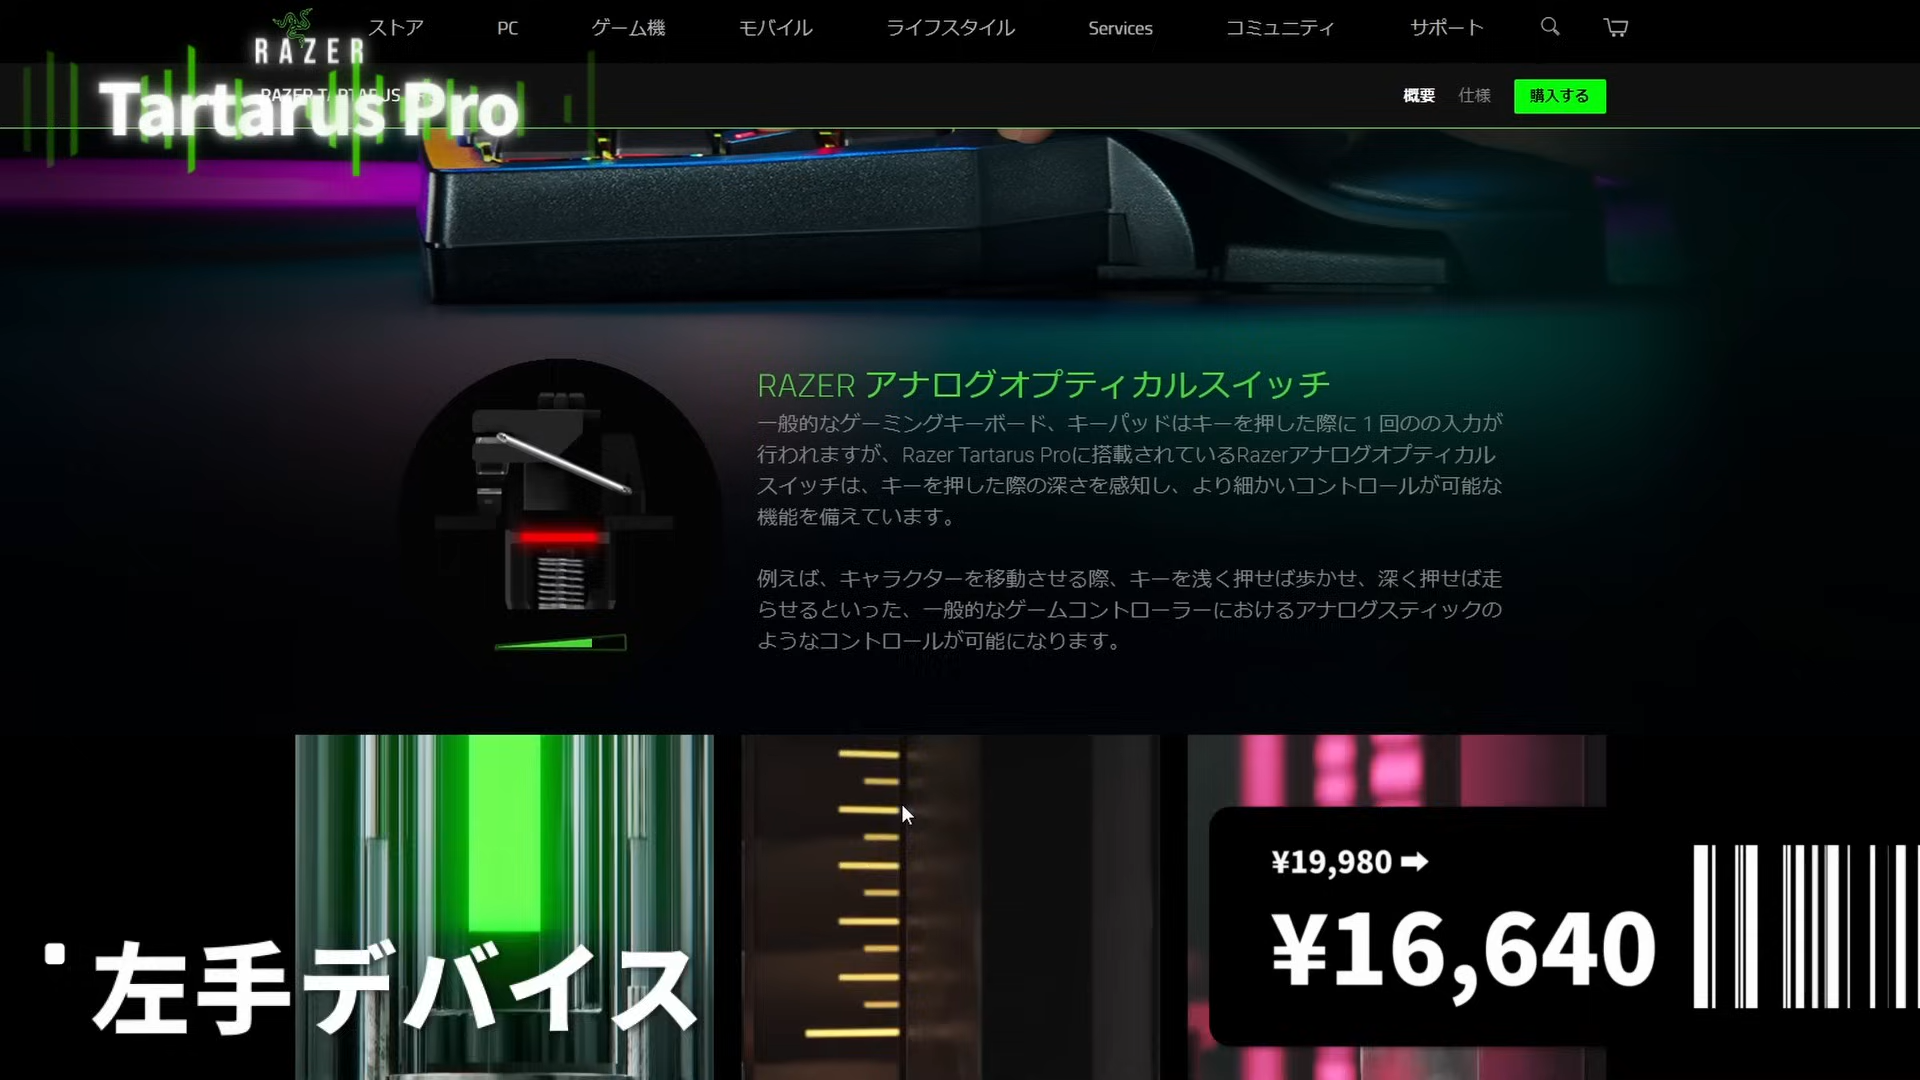 RAZER
ストア
PC
ゲーム機
モバイル
ライフスタイル
Services
コミュニティ
サポート
Tartarus Pro
RAZER TARTARUS
概要
仕様
購入する
RAZER アナログオプティカルスイッチ
一般的なゲーミングキーボード、キーパッドはキーを押した際に 1 回のの入力が
行われますが、Razer Tartarus Proに搭載されているRazerアナログオプティカル
スイッチは、キーを押した際の深さを感知し、より細かいコントロールが可能な
機能を備えています。
例えば、キャラクターを移動させる際、キーを浅く押せば歩かせ、深く押せば走
らせるといった、一般的なゲームコントローラーにおけるアナログスティックの
ようなコントロールが可能になります。
¥19,980 ➡
¥16,640
左手デバイス